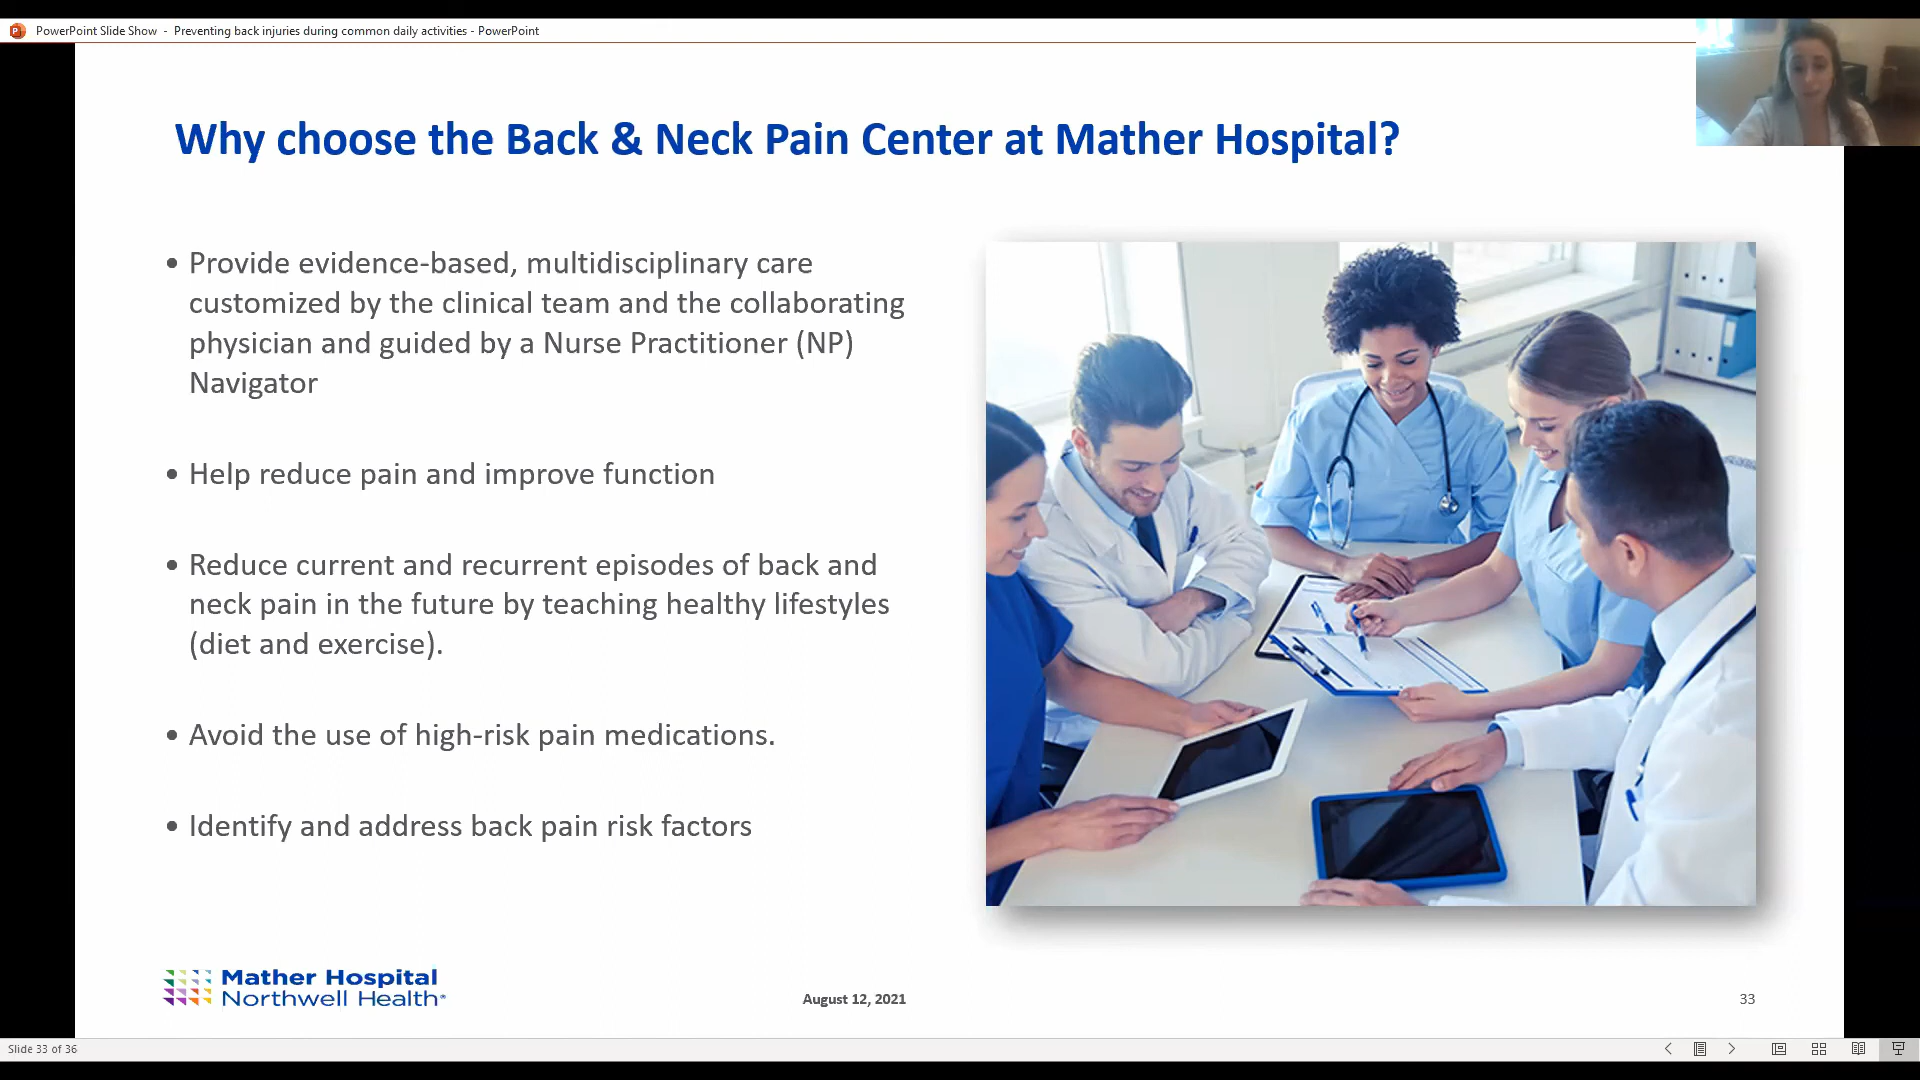 PowerPoint Slide Show - Preventing back injuries during common daily activities - PowerPoint
Why choose the Back & Neck Pain Center at Mather Hospital?
• Provide evidence-based, multidisciplinary care
customized by the clinical team and the collaborating
physician and guided by a Nurse Practitioner (NP)
Navigator
• Help reduce pain and improve function
• Reduce current and recurrent episodes of back and
neck pain in the future by teaching healthy lifestyles
(diet and exercise).
• Avoid the use of high-risk pain medications.
• Identify and address back pain risk factors
Mather Hospital
Northwell Health®
August 12, 2021
33
Slide 33 of 36